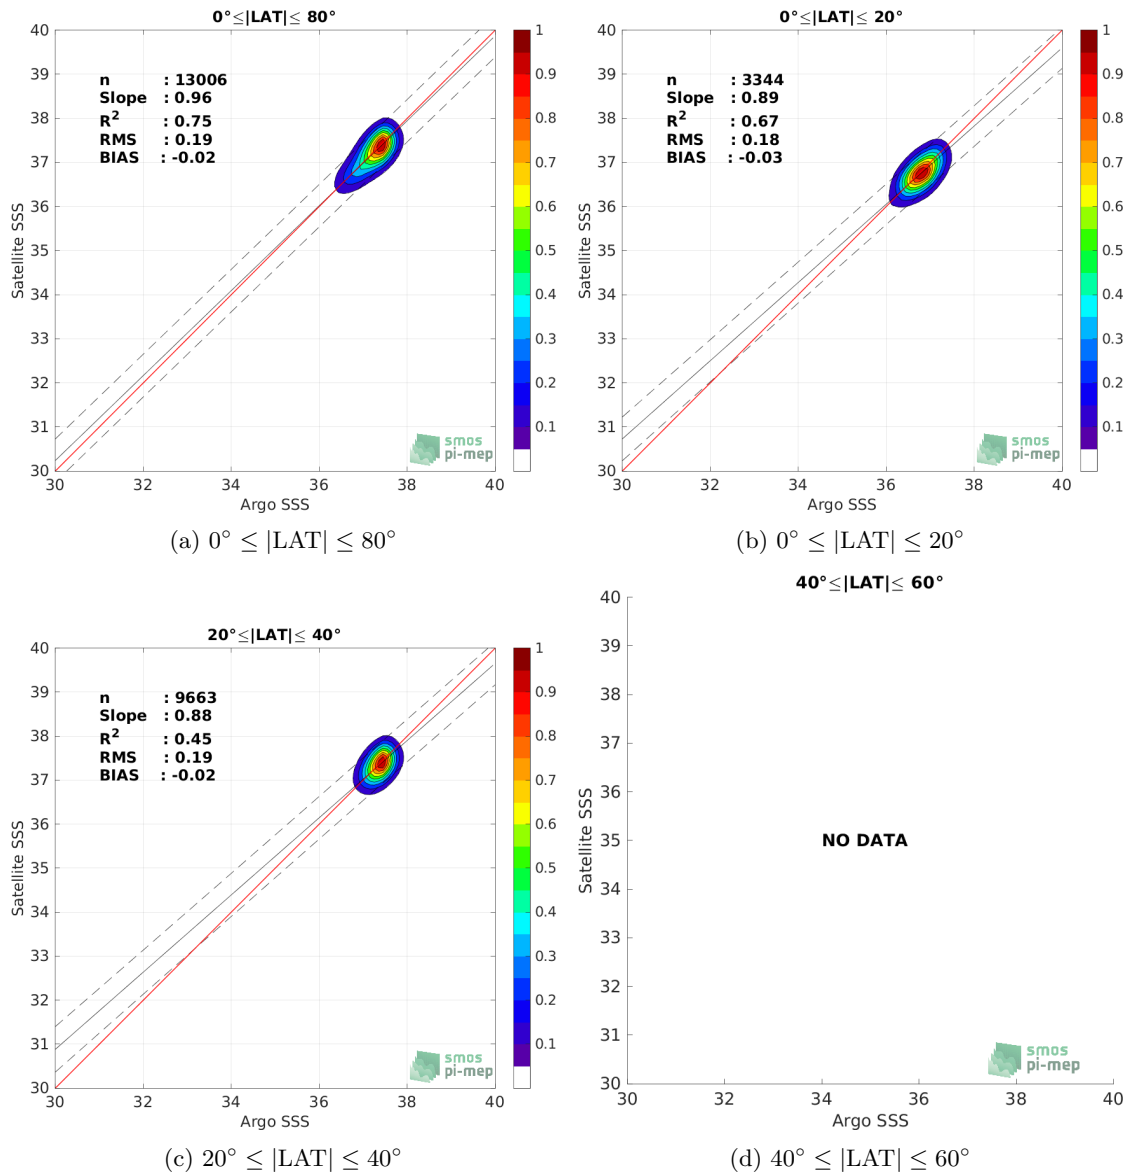 0°≤|LAT|≤ 80°
40
39
38
37
36
35
34
33
32
31
30
Satellite SSS
n : 13006
Slope : 0.96
R2 : 0.75
RMS : 0.19
BIAS : -0.02
smos
pi-mep
30 32 34 36 38 40
Argo SSS
1
0.9
0.8
0.7
0.6
0.5
0.4
0.3
0.2
0.1
(a) 0° ≤ |LAT| ≤ 80°
0°≤|LAT|≤ 20°
40
39
38
37
36
35
34
33
32
31
30
Satellite SSS
n : 3344
Slope : 0.89
R2 : 0.67
RMS : 0.18
BIAS : -0.03
smos
pi-mep
30 32 34 36 38 40
Argo SSS
1
0.9
0.8
0.7
0.6
0.5
0.4
0.3
0.2
0.1
(b) 0° ≤ |LAT| ≤ 20°
20°≤|LAT|≤ 40°
40
39
38
37
36
35
34
33
32
31
30
Satellite SSS
n : 9663
Slope : 0.88
R2 : 0.45
RMS : 0.19
BIAS : -0.02
smos
pi-mep
30 32 34 36 38 40
Argo SSS
1
0.9
0.8
0.7
0.6
0.5
0.4
0.3
0.2
0.1
(c) 20° ≤ |LAT| ≤ 40°
40°≤|LAT|≤ 60°
40
39
38
37
36
35
34
33
32
31
30
Satellite SSS
NO DATA
smos
pi-mep
30 32 34 36 38 40
Argo SSS
(d) 40° ≤ |LAT| ≤ 60°